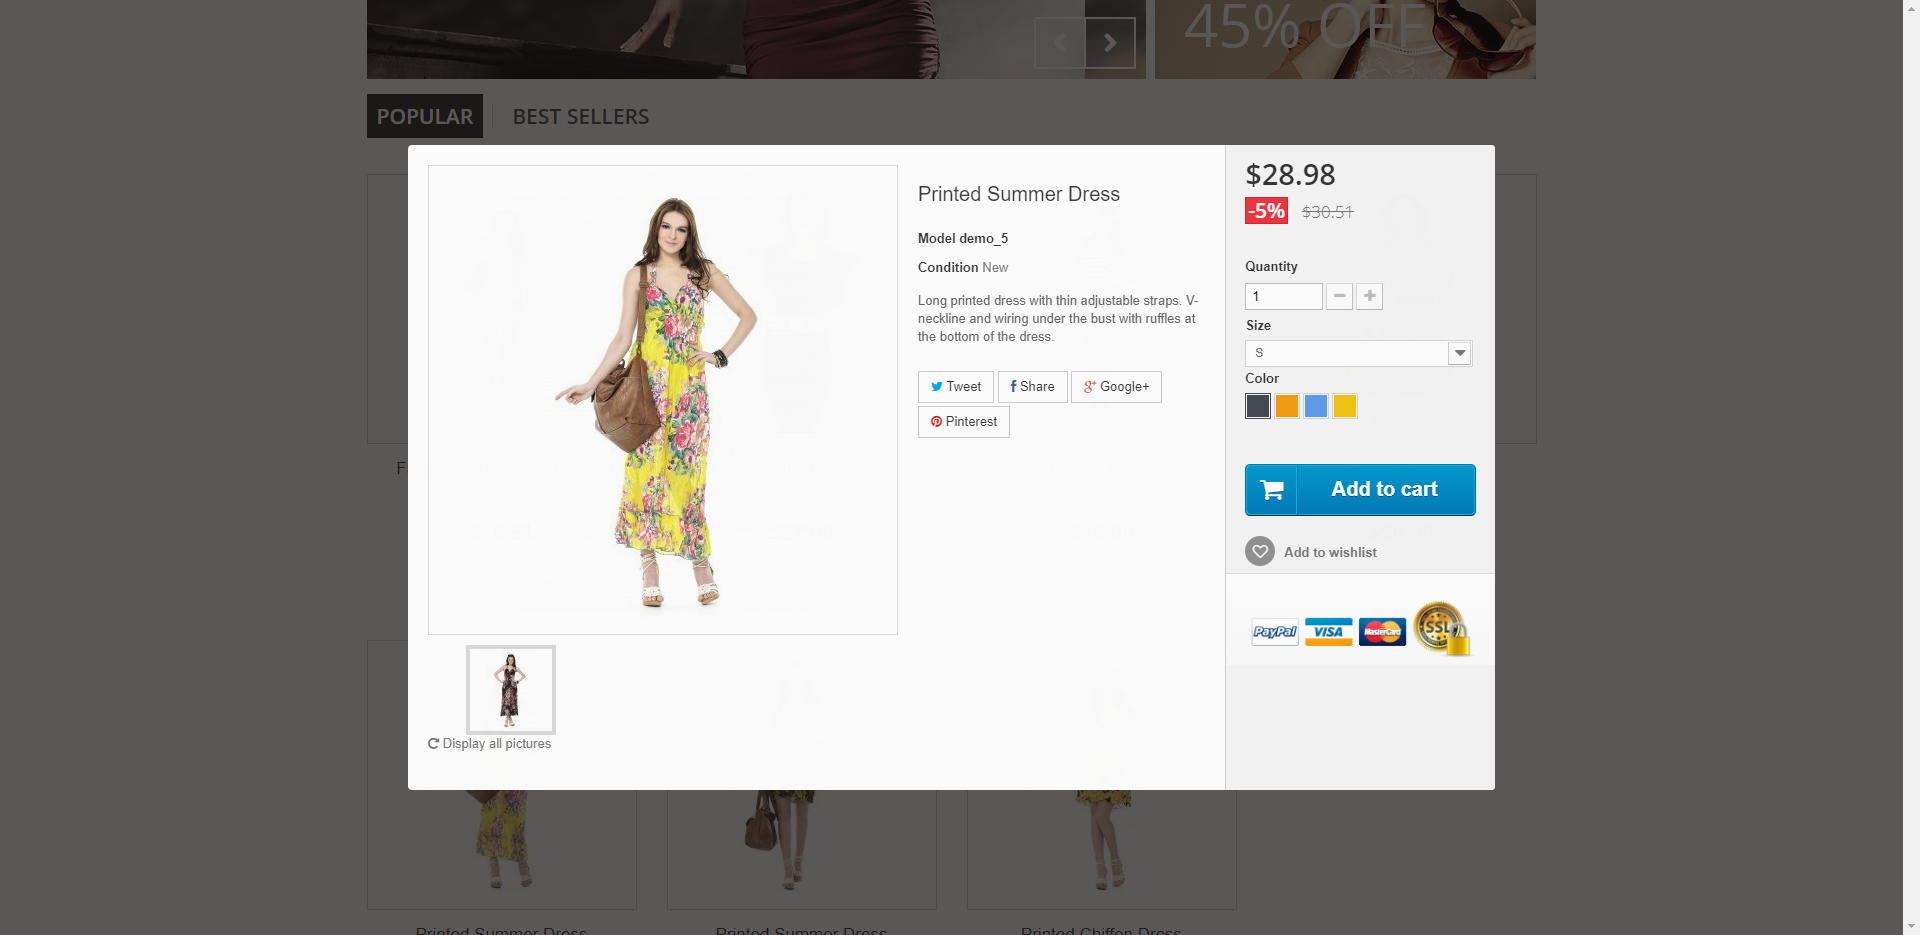 45% OFF
POPULAR
BEST SELLERS
Printed Summer Dress
Model demo_5
Condition New
Long printed dress with thin adjustable straps. V-
neckline and wiring under the bust with ruffles at
the bottom of the dress.
Tweet
Share
Google+
Pinterest
Display all pictures
$28.98
-5% $30.51
Quantity
1
Size
S
Color
Add to cart
Add to wishlist
PayPal VISA MasterCard SSL
F
Printed Summer Dress
Printed Summer Dress
Printed Chiffon Dress